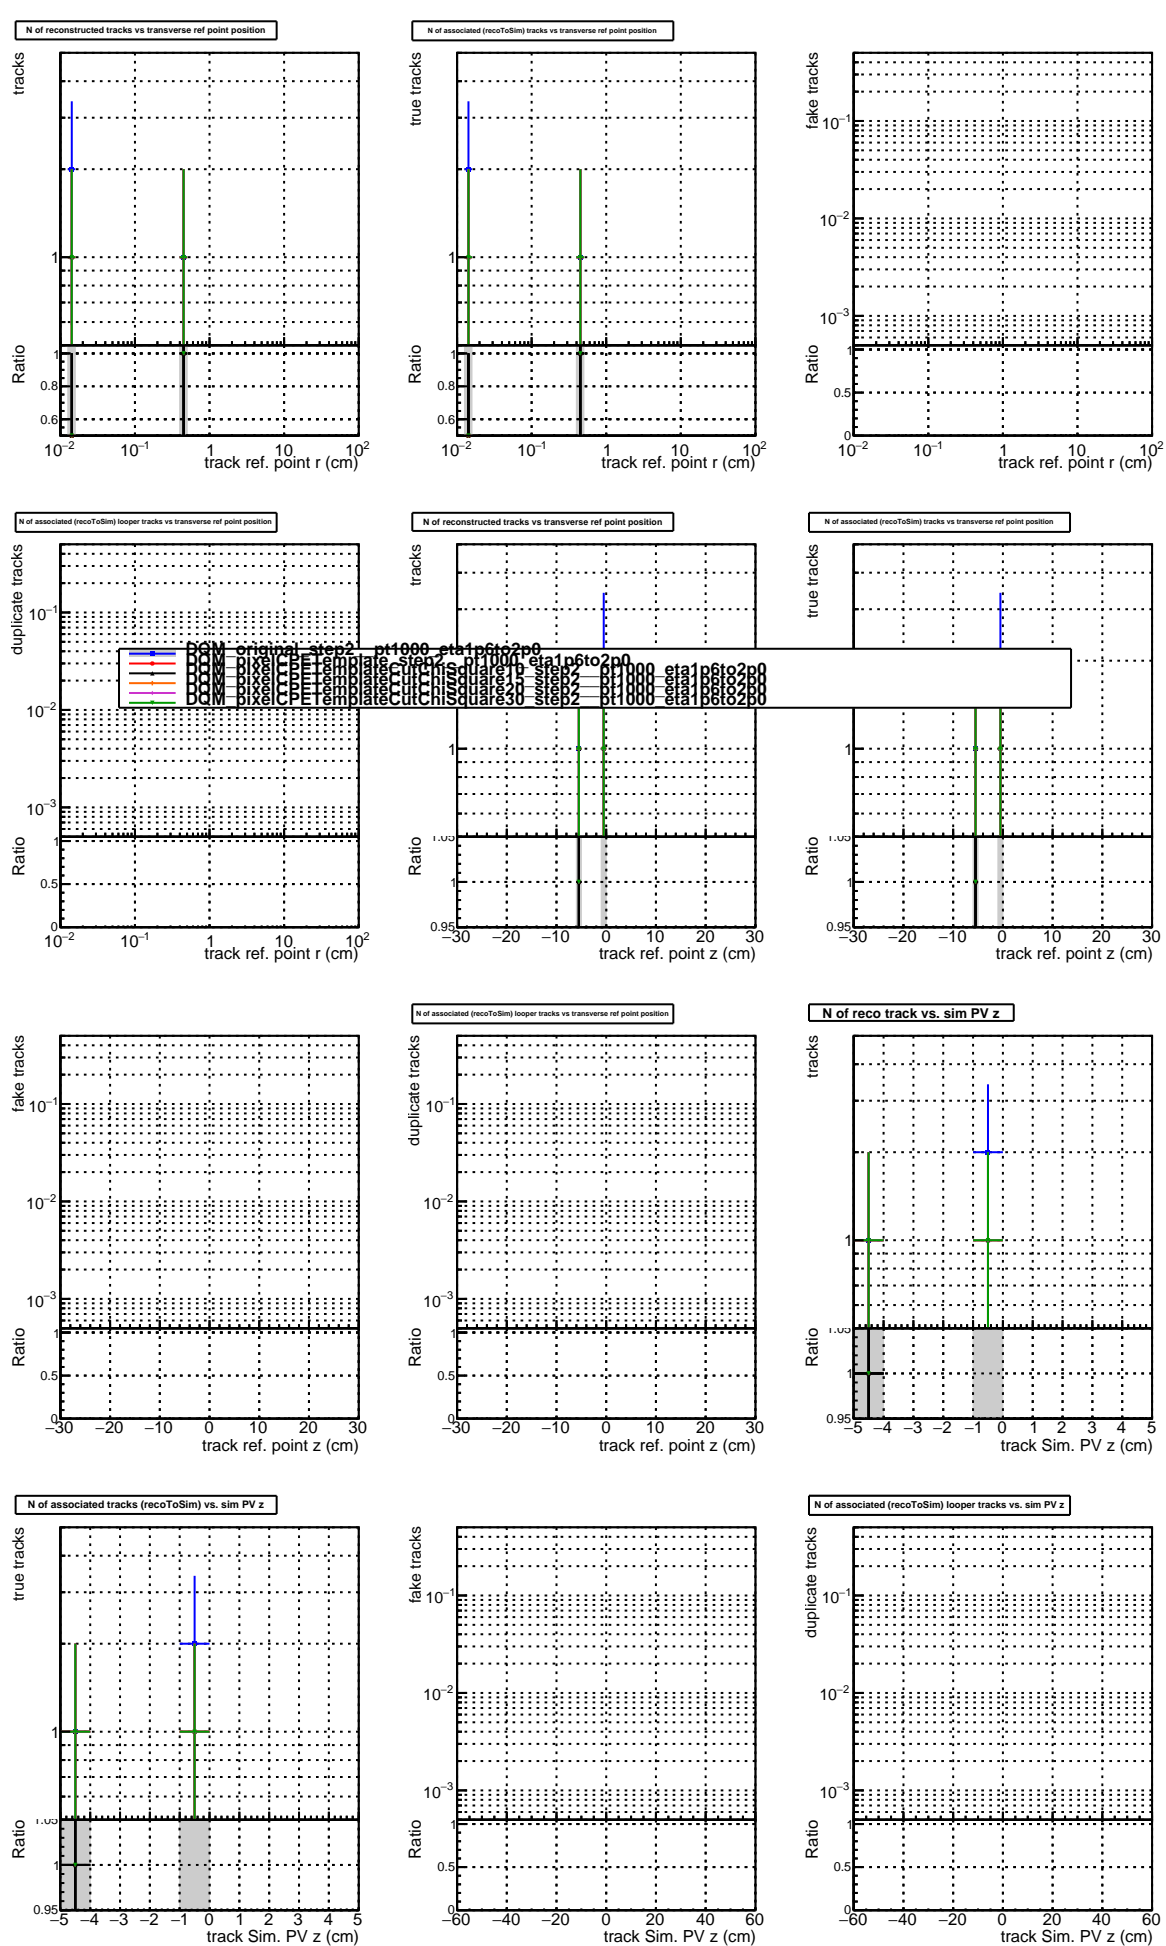 N of reconstructed tracks vs transverse ref point position
N of associated (recoToSim) tracks vs transverse ref point position
tracks
true tracks
fake tracks
1
1
10⁻¹
10⁻²
10⁻³
Ratio
1
0.8
0.6
Ratio
1
0.8
0.6
Ratio
1
0.5
0
10⁻² 10⁻¹ 1 10 10²
10⁻² 10⁻¹ 1 10 10²
10⁻² 10⁻¹ 1 10 10²
track ref. point r (cm)
track ref. point r (cm)
track ref. point r (cm)
N of associated (recoToSim) looper tracks vs transverse ref point position
N of reconstructed tracks vs transverse ref point position
N of associated (recoToSim) tracks vs transverse ref point position
duplicate tracks
tracks
true tracks
10⁻¹
10⁻²
10⁻³
DQM_original_step2__pt1000_eta1p6to2p0
DQM_pixelCPETemplate_step2__pt1000_eta1p6to2p0
DQM_pixelCPETemplateCutChiSquare10_step2__pt1000_eta1p6to2p0
DQM_pixelCPETemplateCutChiSquare15_step2__pt1000_eta1p6to2p0
DQM_pixelCPETemplateCutChiSquare20_step2__pt1000_eta1p6to2p0
DQM_pixelCPETemplateCutChiSquare30_step2__pt1000_eta1p6to2p0
1
1
Ratio
1
0.5
0
Ratio
1.05
1
0.95
Ratio
1.05
1
0.95
10⁻² 10⁻¹ 1 10 10²
−30 −20 −10 0 10 20 30
−30 −20 −10 0 10 20 30
track ref. point r (cm)
track ref. point z (cm)
track ref. point z (cm)
N of associated (recoToSim) looper tracks vs transverse ref point position
N of reco track vs. sim PV z
fake tracks
duplicate tracks
tracks
10⁻¹
10⁻²
10⁻³
10⁻¹
10⁻²
10⁻³
1
Ratio
1
0.5
0
Ratio
1
0.5
0
Ratio
1.05
1
0.95
−30 −20 −10 0 10 20 30
−30 −20 −10 0 10 20 30
−5 −4 −3 −2 −1 0 1 2 3 4 5
track ref. point z (cm)
track ref. point z (cm)
track Sim. PV z (cm)
N of associated tracks (recoToSim) vs. sim PV z
N of associated (recoToSim) looper tracks vs. sim PV z
true tracks
fake tracks
duplicate tracks
1
10⁻¹
10⁻²
10⁻³
10⁻¹
10⁻²
10⁻³
Ratio
1.05
1
0.95
Ratio
1
0.5
0
Ratio
1
0.5
0
−5 −4 −3 −2 −1 0 1 2 3 4 5
−60 −40 −20 0 20 40 60
−60 −40 −20 0 20 40 60
track Sim. PV z (cm)
track Sim. PV z (cm)
track Sim. PV z (cm)